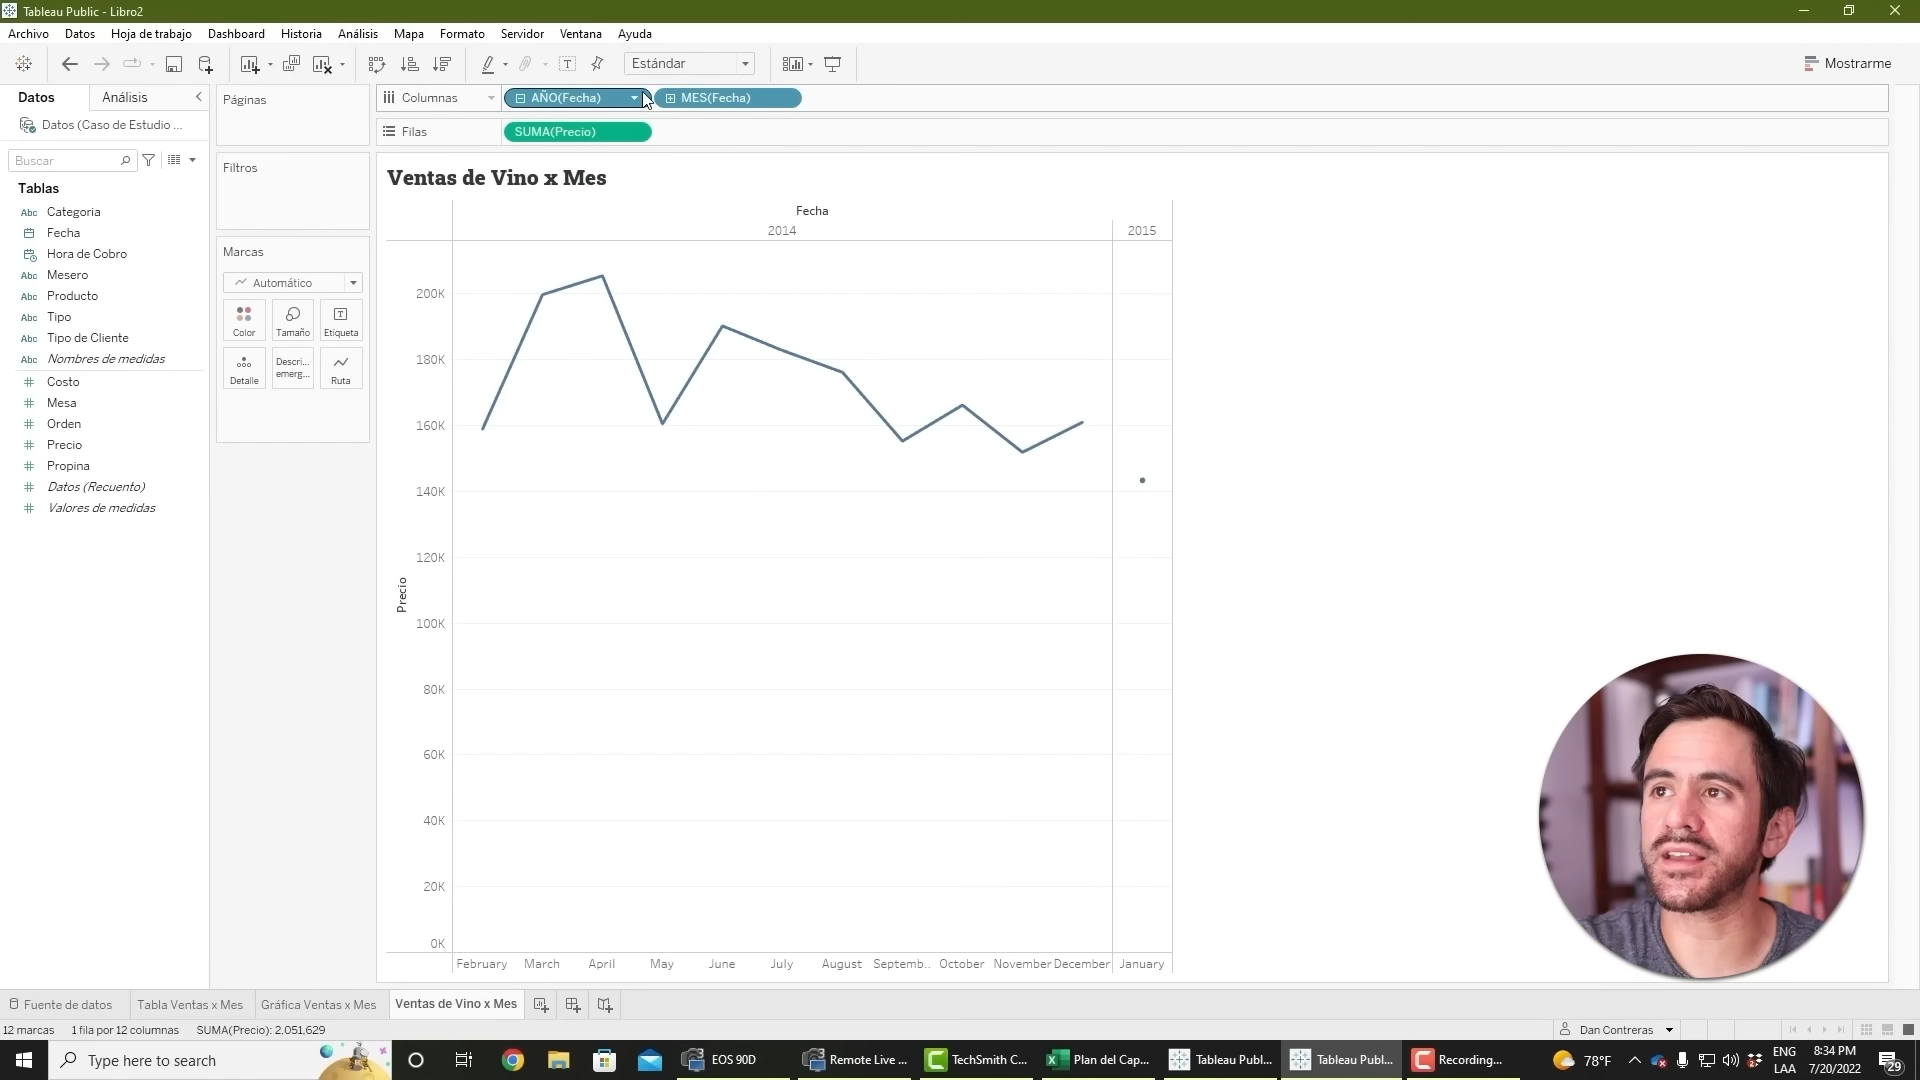 Tableau Public - Libro2
Archivo Datos Hoja de trabajo Dashboard Historia Análisis Mapa Formato Servidor Ventana Ayuda
Estándar
Mostrarme
Datos Análisis
Datos (Caso de Estudio ...
Buscar
Tablas
Abc Categoria
Fecha
Hora de Cobro
Abc Mesero
Abc Producto
Abc Tipo
Abc Tipo de Cliente
Abc Nombres de medidas
# Costo
# Mesa
# Orden
# Precio
# Propina
# Datos (Recuento)
# Valores de medidas
Páginas
Filtros
Marcas
Automático
Color Tamaño Etiqueta
Detalle Descri... emerg... Ruta
Columnas AÑO(Fecha) MES(Fecha)
Filas SUMA(Precio)
Ventas de Vino x Mes
Fecha
2014 2015
200K
180K
160K
140K
120K
100K
80K
60K
40K
20K
0K
Precio
February March April May June July August Septemb.. October November December January
Fuente de datos Tabla Ventas x Mes Gráfica Ventas x Mes Ventas de Vino x Mes
12 marcas 1 fila por 12 columnas SUMA(Precio): 2,051,629 Dan Contreras
Type here to search EOS 90D Remote Live ... TechSmith C... Plan del Cap... Tableau Publ... Tableau Publ... Recording... 78°F
ENG 8:34 PM
LAA 7/20/2022 29